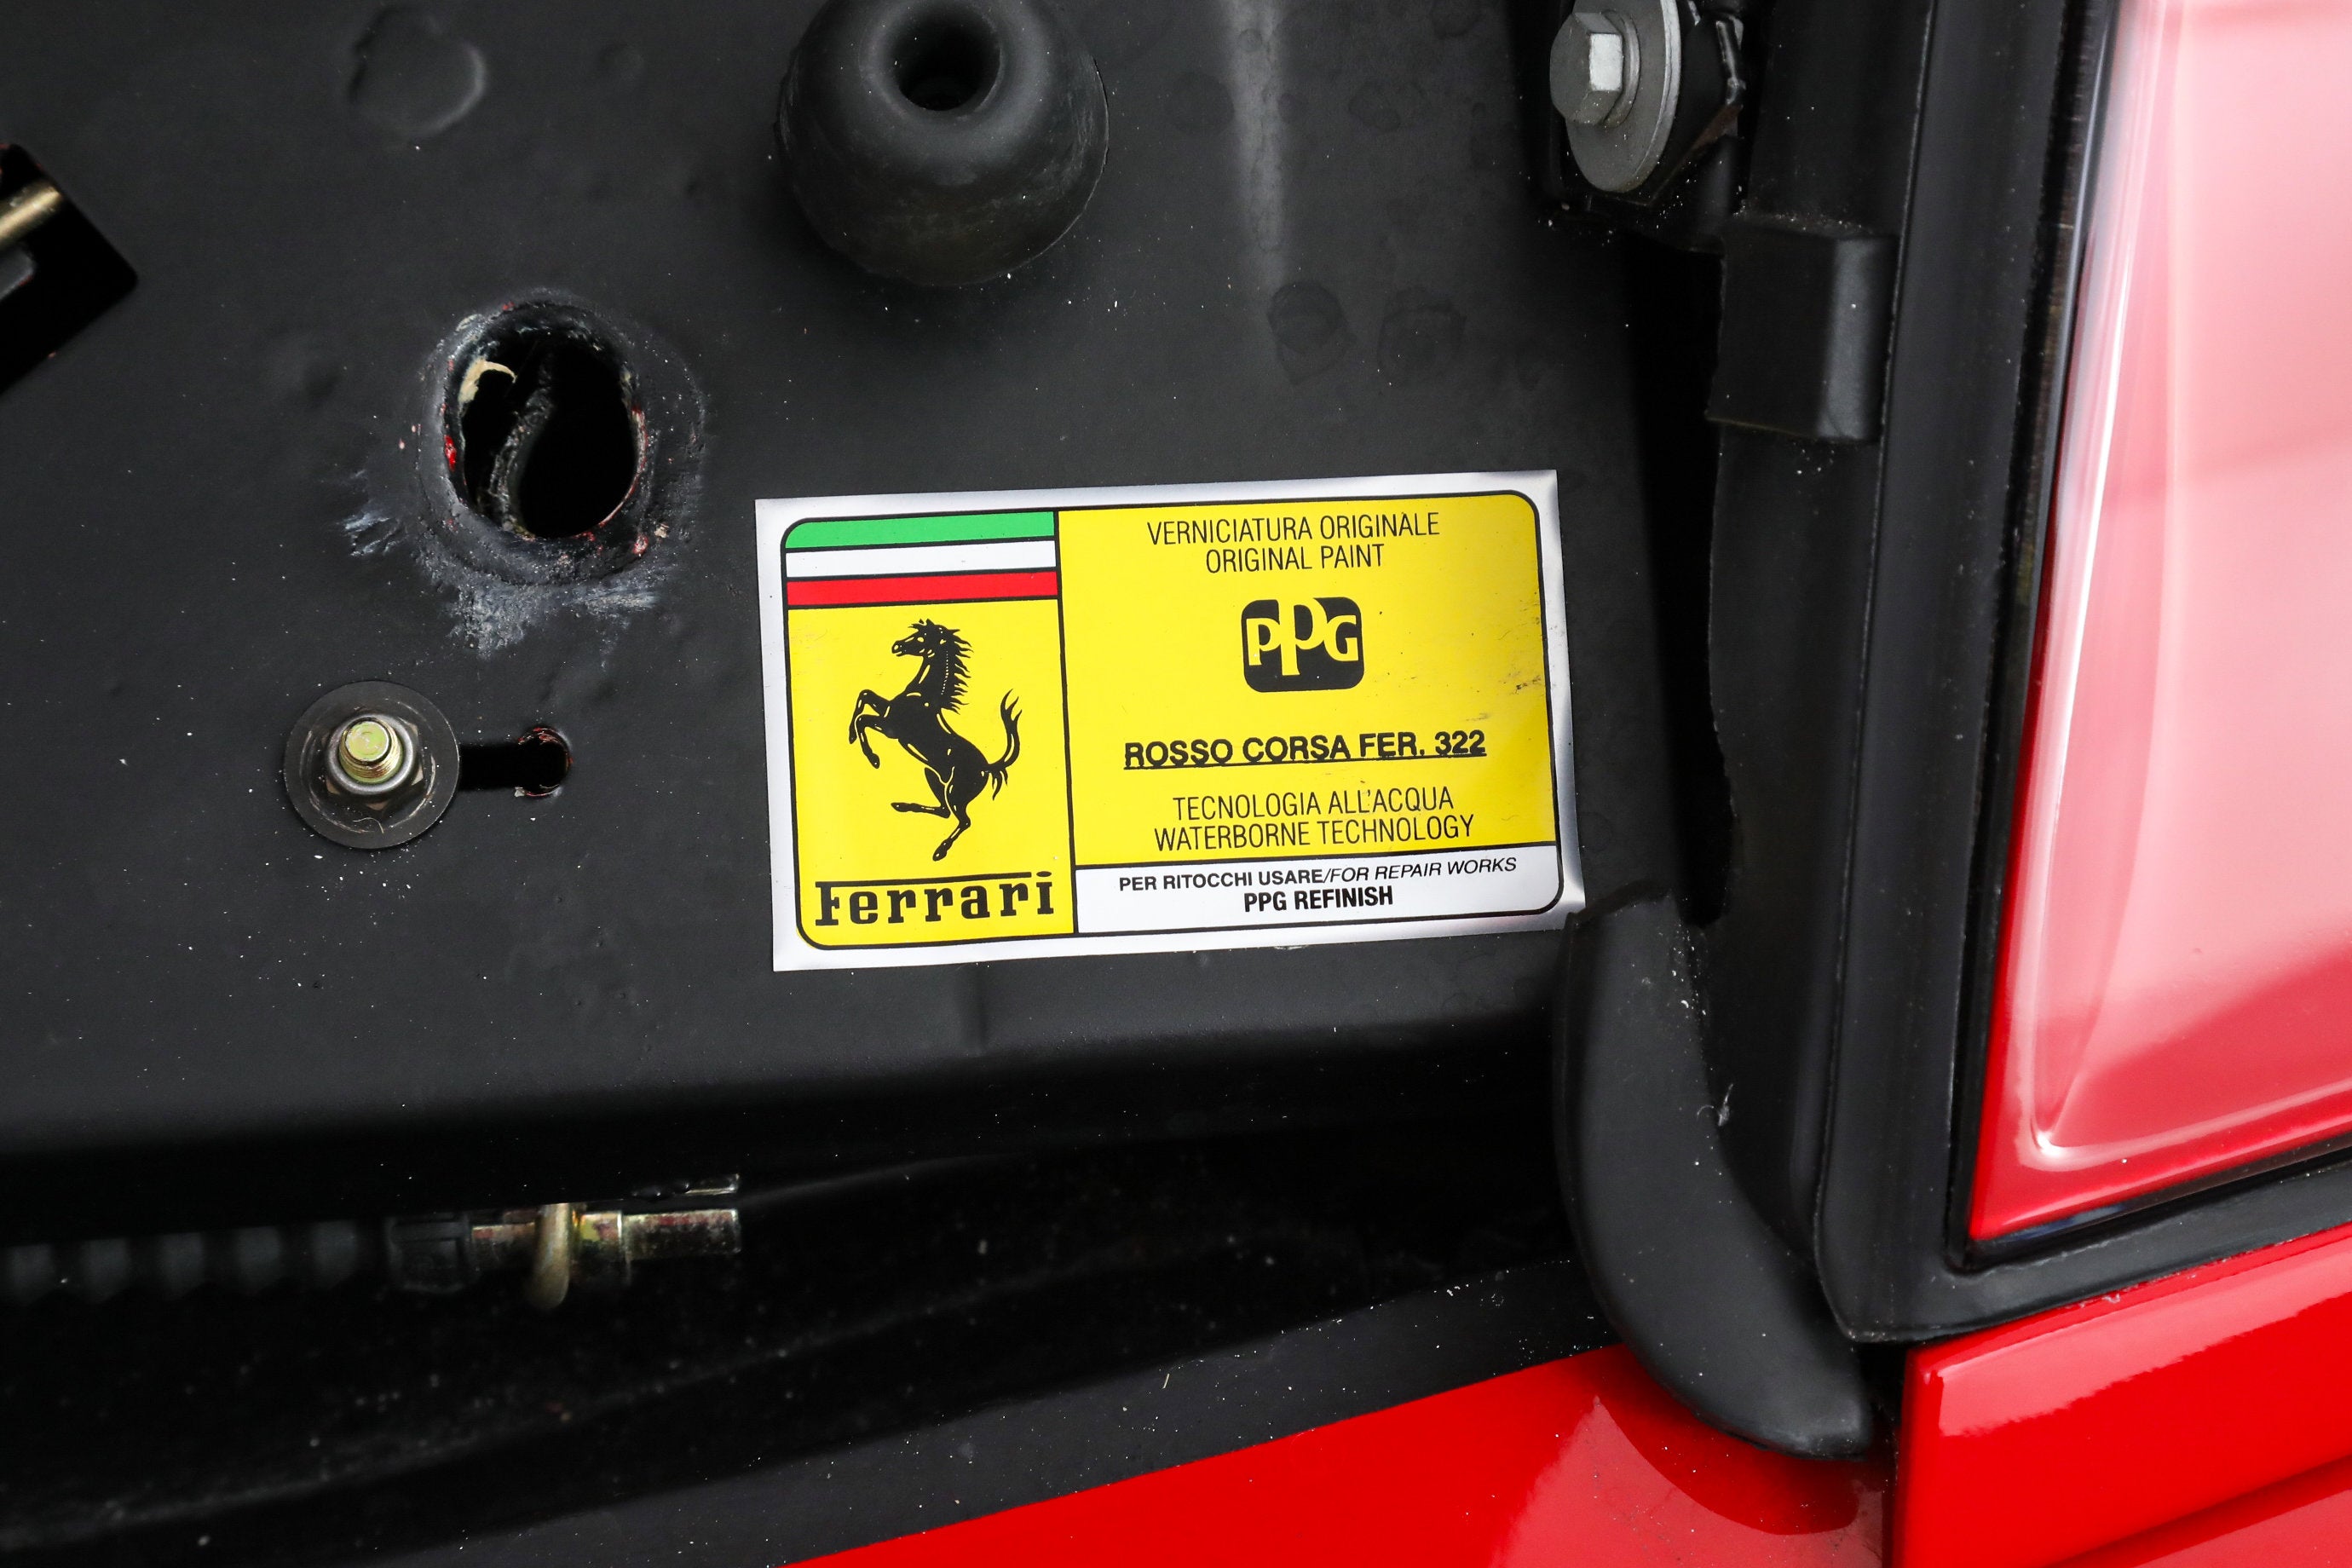 VERNICIATURA ORIGINALE
ORIGINAL PAINT
PPG
ROSSO CORSA FER. 322
TECNOLOGIA ALL'ACQUA
WATERBORNE TECHNOLOGY
Ferrari
PER RITOCCHI USARE/FOR REPAIR WORKS
PPG REFINISH